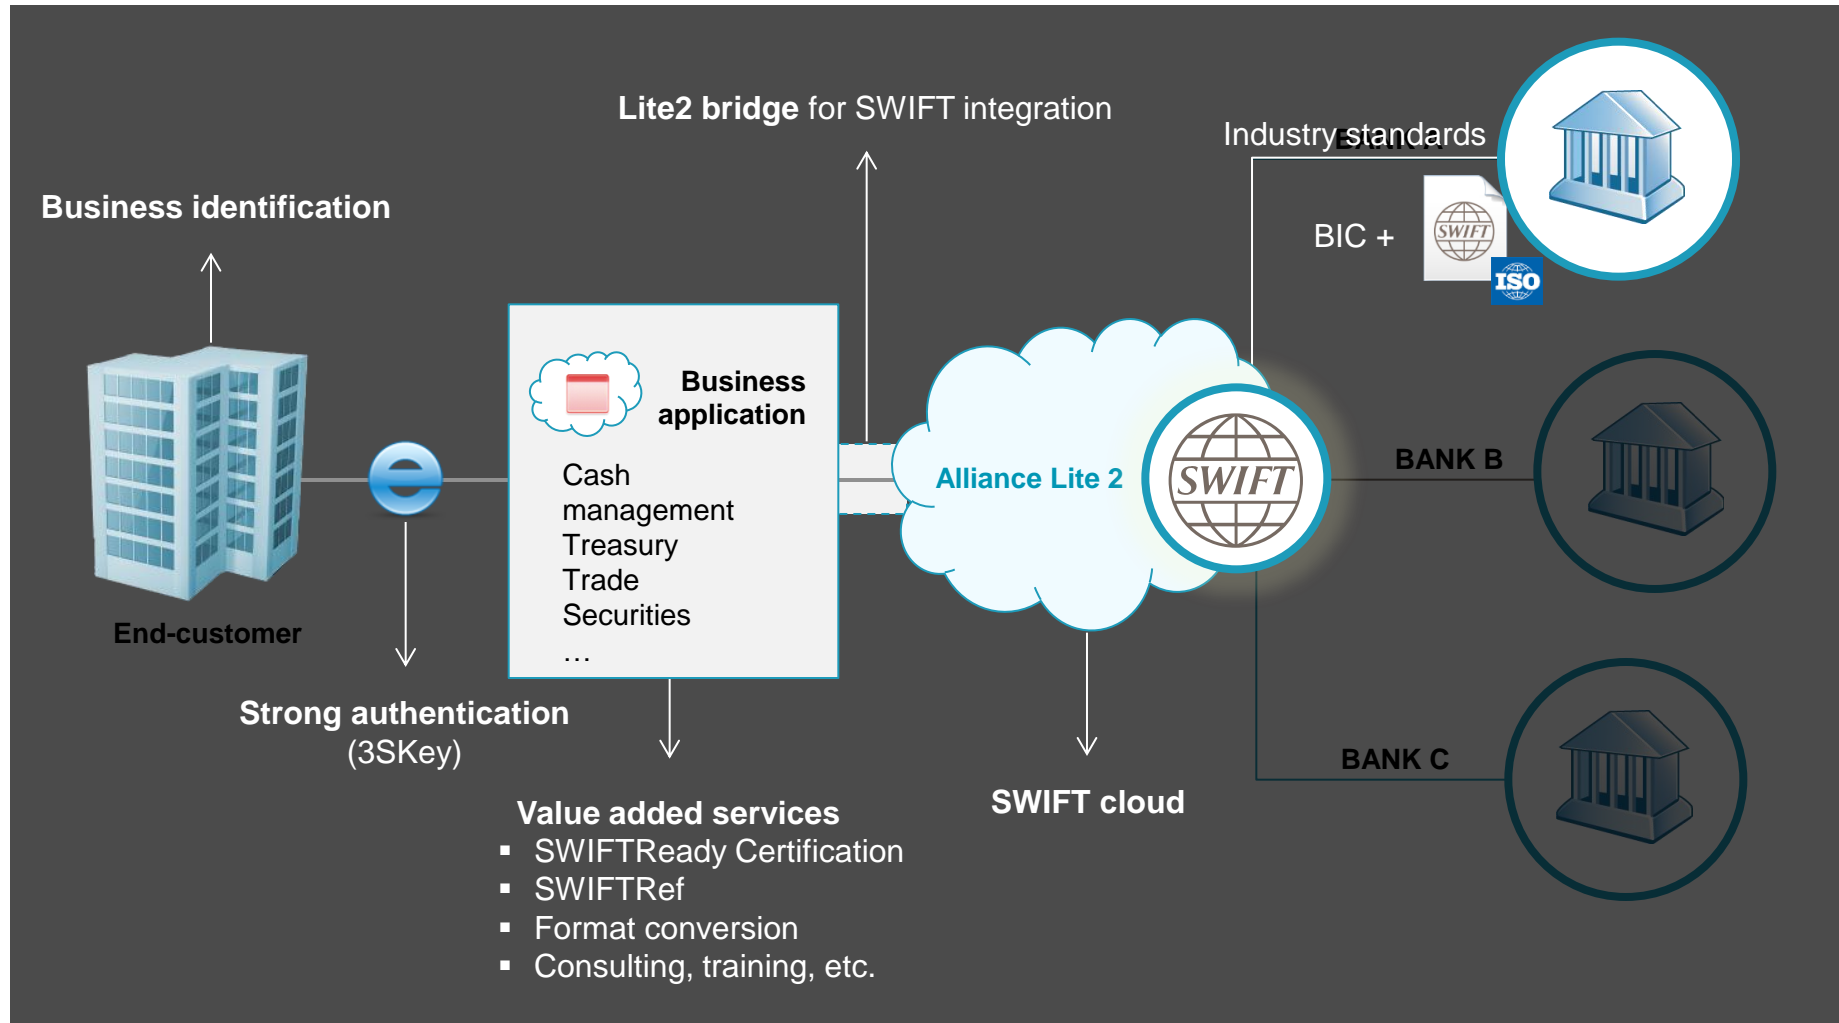 Lite2 bridge for SWIFT integration
Industry standards
BANK A
Business identification
BIC +
SWIFT
ISO
Business
application
Cash
management
Treasury
Trade
Securities
…
Alliance Lite 2
SWIFT
BANK B
End-customer
Strong authentication
(3SKey)
BANK C
SWIFT cloud
Value added services
▪ SWIFTReady Certification
▪ SWIFTRef
▪ Format conversion
▪ Consulting, training, etc.